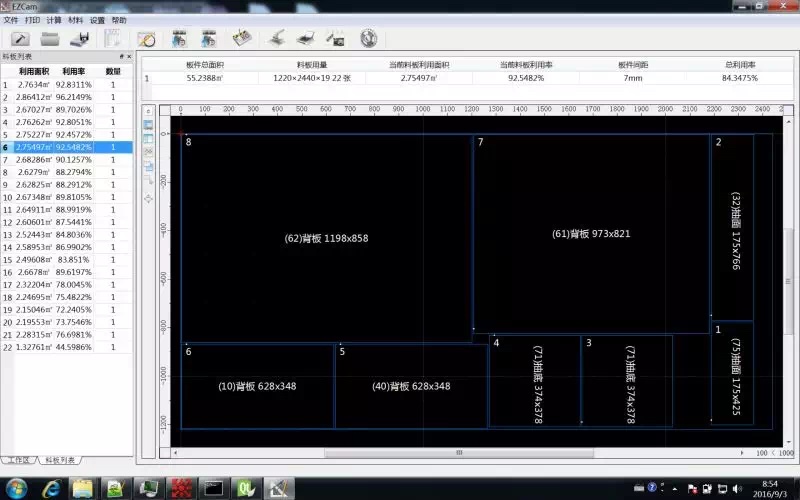 EZCam
文件 打印 计算 材料 设置 帮助
料板列表
利用面积 利用率 数量
1 2.7634㎡ 92.8311% 1
2 2.86412㎡ 96.2149% 1
3 2.67027㎡ 89.7026% 1
4 2.76262㎡ 92.8051% 1
5 2.75227㎡ 92.4572% 1
6 2.75497㎡ 92.5482% 1
7 2.68286㎡ 90.1257% 1
8 2.6279㎡ 88.2794% 1
9 2.62825㎡ 88.2912% 1
10 2.67348㎡ 89.8105% 1
11 2.64911㎡ 88.9919% 1
12 2.60601㎡ 87.5441% 1
13 2.52443㎡ 84.8036% 1
14 2.58953㎡ 86.9902% 1
15 2.49608㎡ 83.851% 1
16 2.6678㎡ 89.6197% 1
17 2.32204㎡ 78.0045% 1
18 2.24695㎡ 75.4822% 1
19 2.15046㎡ 72.2405% 1
20 2.19553㎡ 73.7546% 1
21 2.28315㎡ 76.6981% 1
22 1.32761㎡ 44.5986% 1
工作区 料板列表
板件总面积 料板用量 当前料板利用面积 当前料板利用率 板件间距 总利用率
1 55.2388㎡ 1220×2440×19 22 张 2.75497㎡ 92.5482% 7mm 84.3475%
0 100 200 300 400 500 600 700 800 900 1000 1100 1200 1300 1400 1500 1600 1700 1800 1900 2000 2100 2200 2300 2400
0
-200
-400
-600
-800
-1000
-1200
8
(62)背板 1198x858
7
(61)背板 973x821
2
(32)抽面 175x766
6
(10)背板 628x348
5
(40)背板 628x348
4
(71)抽底 374x378
3
(71)抽底 374x378
1
(75)抽面 175x425
100 < 1000
8:54
2016/9/3